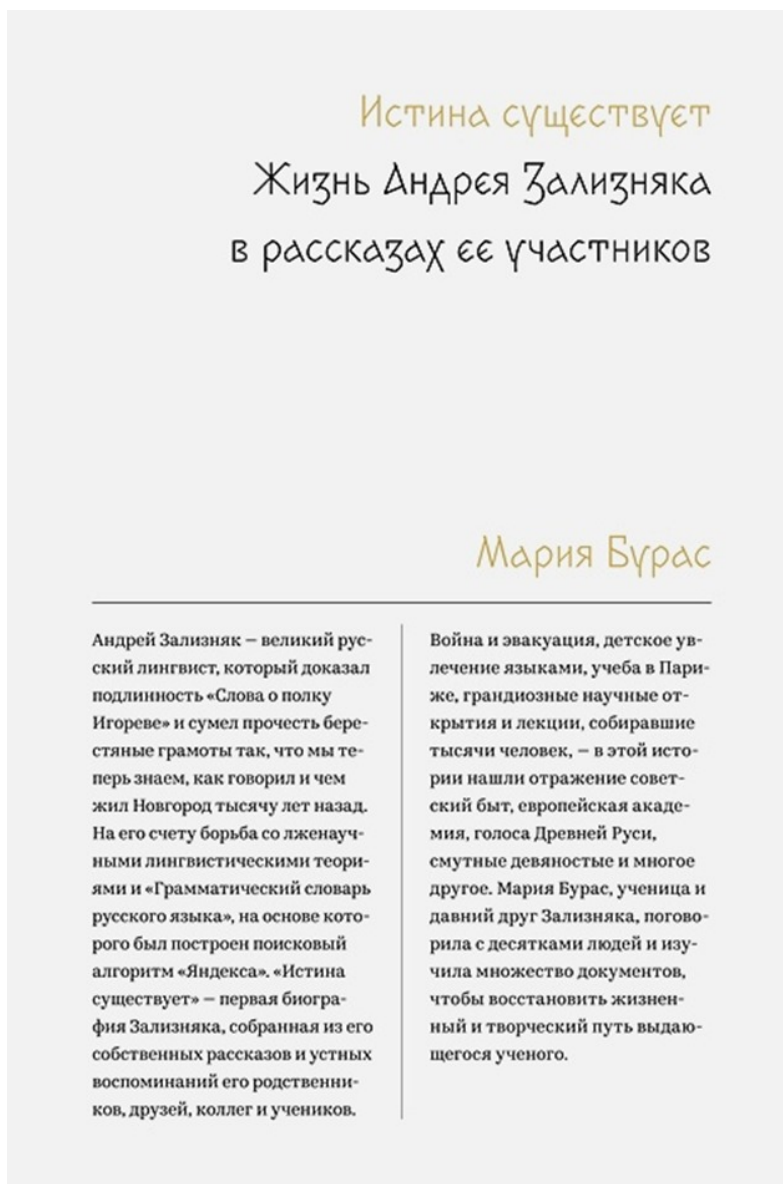 Истина существует
Жизнь Андрея Зализняка
в рассказах ее участников
Мария Бурас
Андрей Зализняк – великий рус-
ский лингвист, который доказал
подлинность «Слова о полку
Игореве» и сумел прочесть бере-
стяные грамоты так, что мы те-
перь знаем, как говорил и чем
жил Новгород тысячу лет назад.
На его счету борьба со лженауч-
ными лингвистическими теори-
ями и «Грамматический словарь
русского языка», на основе кото-
рого был построен поисковый
алгоритм «Яндекса». «Истина
существует» – первая биогра-
фия Зализняка, собранная из его
собственных рассказов и устных
воспоминаний его родственни-
ков, друзей, коллег и учеников.
Война и эвакуация, детское ув-
лечение языками, учеба в Пари-
же, грандиозные научные от-
крытия и лекции, собиравшие
тысячи человек, – в этой исто-
рии нашли отражение совет-
ский быт, европейская акаде-
мия, голоса Древней Руси,
смутные девяностые и многое
другое. Мария Бурас, ученица и
давний друг Зализняка, погово-
рила с десятками людей и изу-
чила множество документов,
чтобы восстановить жизнен-
ный и творческий путь выдаю-
щегося ученого.